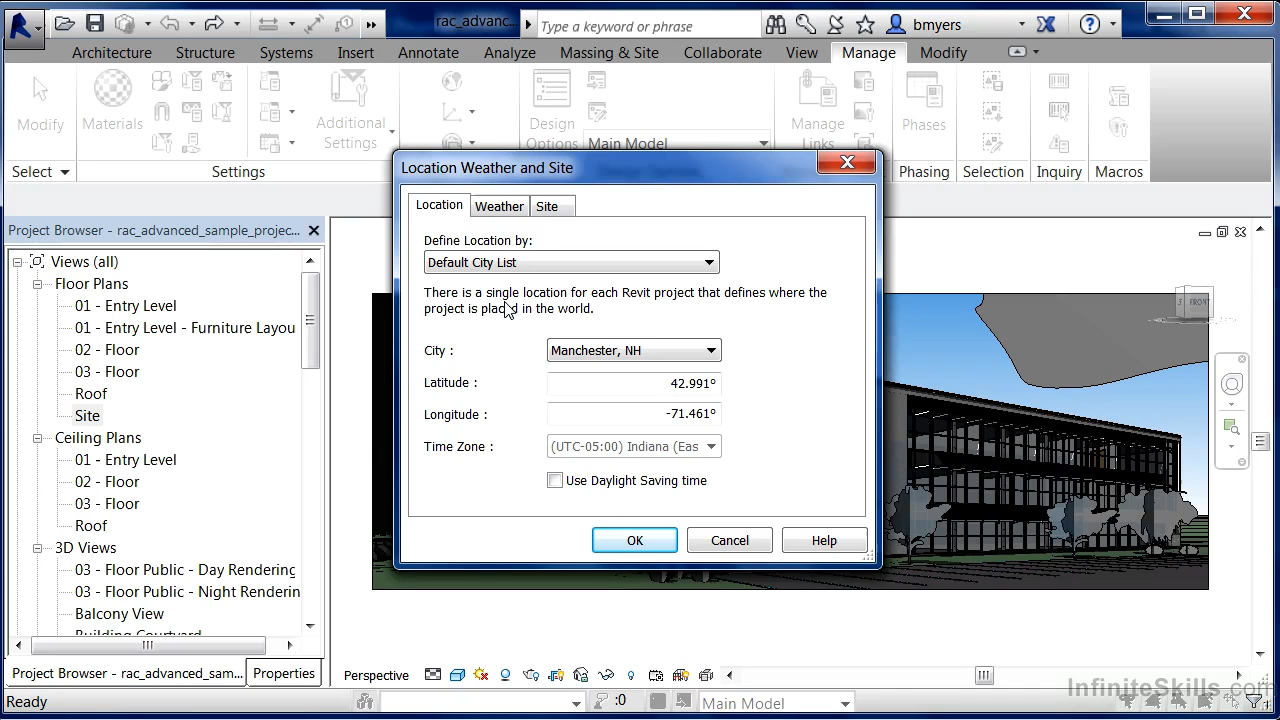 rac_advanc...
Type a keyword or phrase
bmyers
Architecture
Structure
Systems
Insert
Annotate
Analyze
Massing & Site
Collaborate
View
Manage
Modify
Modify
Materials
Additional
Settings
Design
Options
Main Model
Manage
Links
Phases
Select
Settings
Phasing
Selection
Inquiry
Macros
Location Weather and Site
Location
Weather
Site
Define Location by:
Default City List
There is a single location for each Revit project that defines where the
project is placed in the world.
City :
Manchester, NH
Latitude :
42.991°
Longitude :
-71.461°
Time Zone :
(UTC-05:00) Indiana (Eas
Use Daylight Saving time
OK
Cancel
Help
Project Browser - rac_advanced_sample_projec...
Views (all)
Floor Plans
01 - Entry Level
01 - Entry Level - Furniture Layou
02 - Floor
03 - Floor
Roof
Site
Ceiling Plans
01 - Entry Level
02 - Floor
03 - Floor
Roof
3D Views
03 - Floor Public - Day Rendering
03 - Floor Public - Night Renderin
Balcony View
Building Courtyard
Project Browser - rac_advanced_sam...
Properties
FRONT
Perspective
Ready
:0
Main Model
InfiniteSkills.com